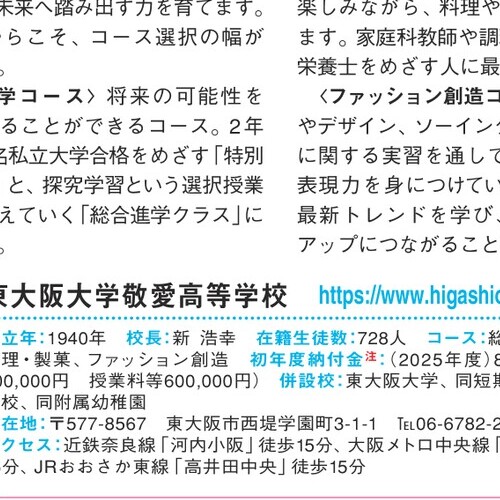 未来へ踏み出す力を育てます。
らこそ、コース選択の幅が
。
学コース〉将来の可能性を
ることができるコース。2年
名私立大学合格をめざす「特別
」と、探究学習という選択授業
えていく「総合進学クラス」に
。
楽しみながら、料理や
ます。家庭科教師や調
栄養士をめざす人に最
〈ファッション創造コ
やデザイン、ソーイング
に関する実習を通して
表現力を身につけてい
最新トレンドを学び、
アップにつながること
東大阪大学敬愛高等学校 https://www.higashio
立年：1940年 校長：新 浩幸 在籍生徒数：728人 コース：総
理・製菓、ファッション創造 初年度納付金注：（2025年度）8
00,000円 授業料等600,000円） 併設校：東大阪大学、同短期
校、同附属幼稚園
在地：〒577-8567 東大阪市西堤学園町3-1-1 ℡06-6782-2
クセス：近鉄奈良線「河内小阪」徒歩15分、大阪メトロ中央線「
分、JRおおさか東線「高井田中央」徒歩15分